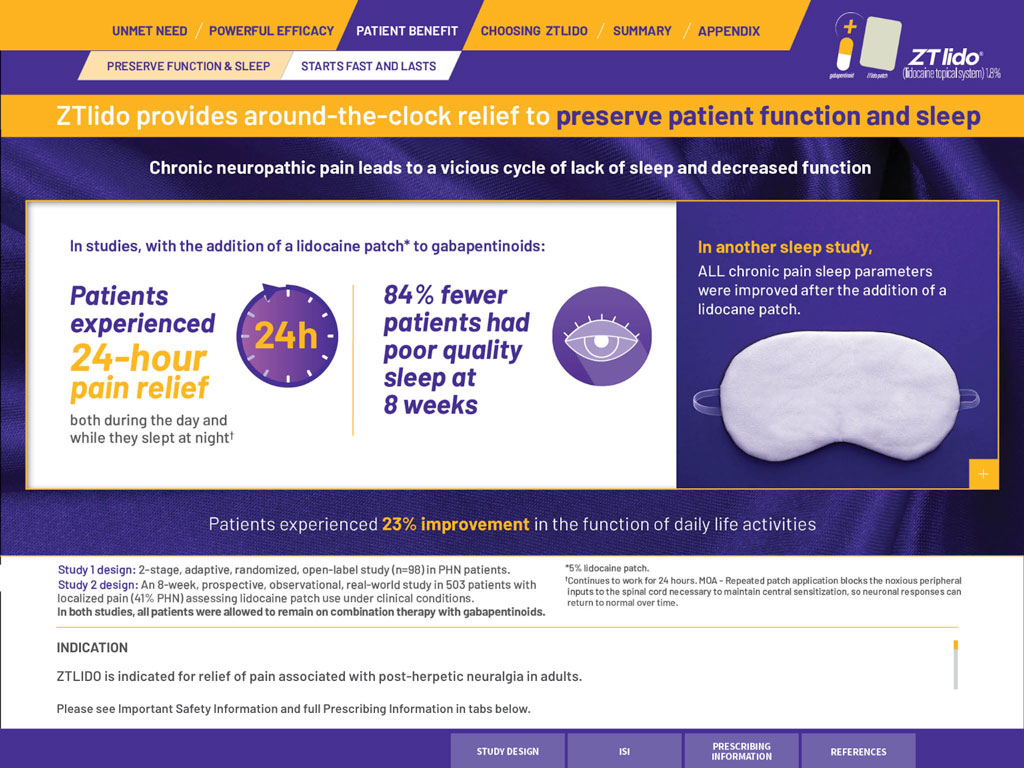 UNMET NEED / POWERFUL EFFICACY PATIENT BENEFIT CHOOSING ZTLIDO / SUMMARY / APPENDIX
PRESERVE FUNCTION & SLEEP STARTS FAST AND LASTS
+
gabapentinoid ZTlido patch
ZTlido®
(lidocaine topical system) 1.8%
ZTlido provides around-the-clock relief to preserve patient function and sleep
Chronic neuropathic pain leads to a vicious cycle of lack of sleep and decreased function
In studies, with the addition of a lidocaine patch* to gabapentinoids:
Patients
experienced
24-hour
pain relief
both during the day and
while they slept at night†
24h
84% fewer
patients had
poor quality
sleep at
8 weeks
In another sleep study,
ALL chronic pain sleep parameters
were improved after the addition of a
lidocane patch.
+
Patients experienced 23% improvement in the function of daily life activities
Study 1 design: 2-stage, adaptive, randomized, open-label study (n=98) in PHN patients.
Study 2 design: An 8-week, prospective, observational, real-world study in 503 patients with
localized pain (41% PHN) assessing lidocaine patch use under clinical conditions.
In both studies, all patients were allowed to remain on combination therapy with gabapentinoids.
*5% lidocaine patch.
†Continues to work for 24 hours. MOA – Repeated patch application blocks the noxious peripheral
inputs to the spinal cord necessary to maintain central sensitization, so neuronal responses can
return to normal over time.
INDICATION
ZTLIDO is indicated for relief of pain associated with post-herpetic neuralgia in adults.
Please see Important Safety Information and full Prescribing Information in tabs below.
STUDY DESIGN
ISI
PRESCRIBING
INFORMATION
REFERENCES